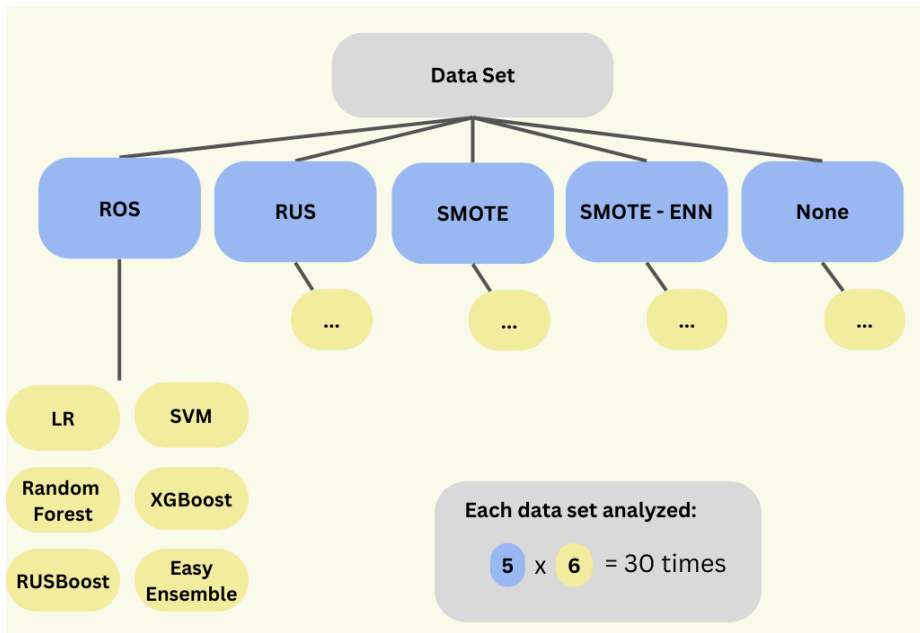 Data Set
ROS
RUS
SMOTE
SMOTE - ENN
None
...
...
...
...
LR
SVM
Random
Forest
XGBoost
RUSBoost
Easy
Ensemble
Each data set analyzed:
5 x 6 = 30 times